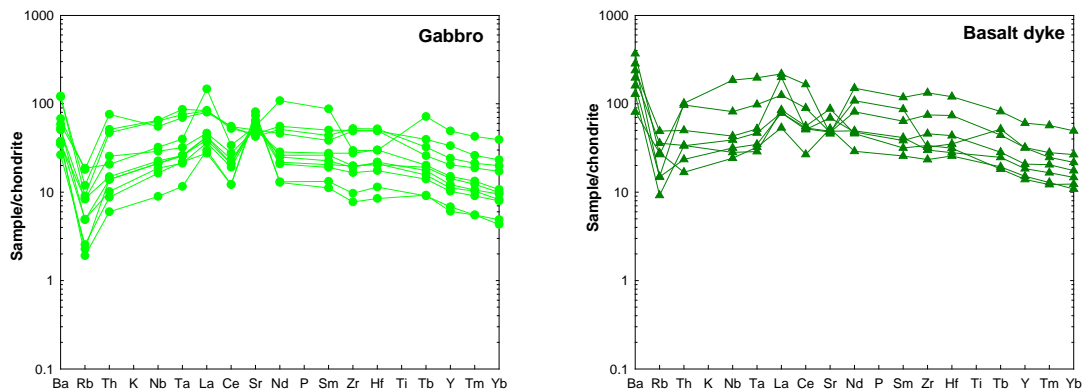 Gabbro
Sample/chondrite
1000
100
10
1
0.1
Ba Rb Th K Nb Ta La Ce Sr Nd P Sm Zr Hf Ti Tb Y Tm Yb
Basalt dyke
Sample/chondrite
1000
100
10
1
0.1
Ba Rb Th K Nb Ta La Ce Sr Nd P Sm Zr Hf Ti Tb Y Tm Yb